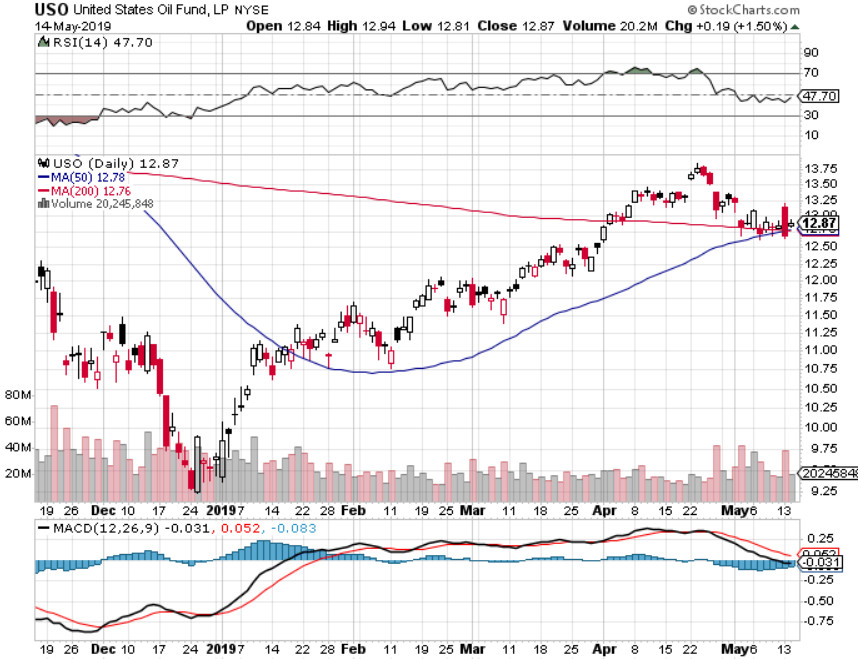 USO United States Oil Fund, LP NYSE © StockCharts.com
14-May-2019 Open 12.84 High 12.94 Low 12.81 Close 12.87 Volume 20.2M Chg +0.19 (+1.50%)
RSI(14) 47.70
90
70
47.70
30
10
USO (Daily) 12.87
MA(50) 12.78
MA(200) 12.76
Volume 20,245,848
13.75
13.50
13.25
13.00
12.87
12.50
12.25
12.00
11.75
11.50
11.25
11.00
10.75
10.50
10.25
10.00
9.75
9.25
80M
60M
40M
20M
20245848
19 26 Dec 10 17 24 2019 7 14 22 28 Feb 11 19 25 Mar 11 18 25 Apr 8 15 22 May 6 13
MACD(12,26,9) -0.031, 0.052, -0.083
0.25
0.052
-0.031
-0.25
-0.50
-0.75
19 26 Dec 10 17 24 2019 7 14 22 28 Feb 11 19 25 Mar 11 18 25 Apr 8 15 22 May 6 13